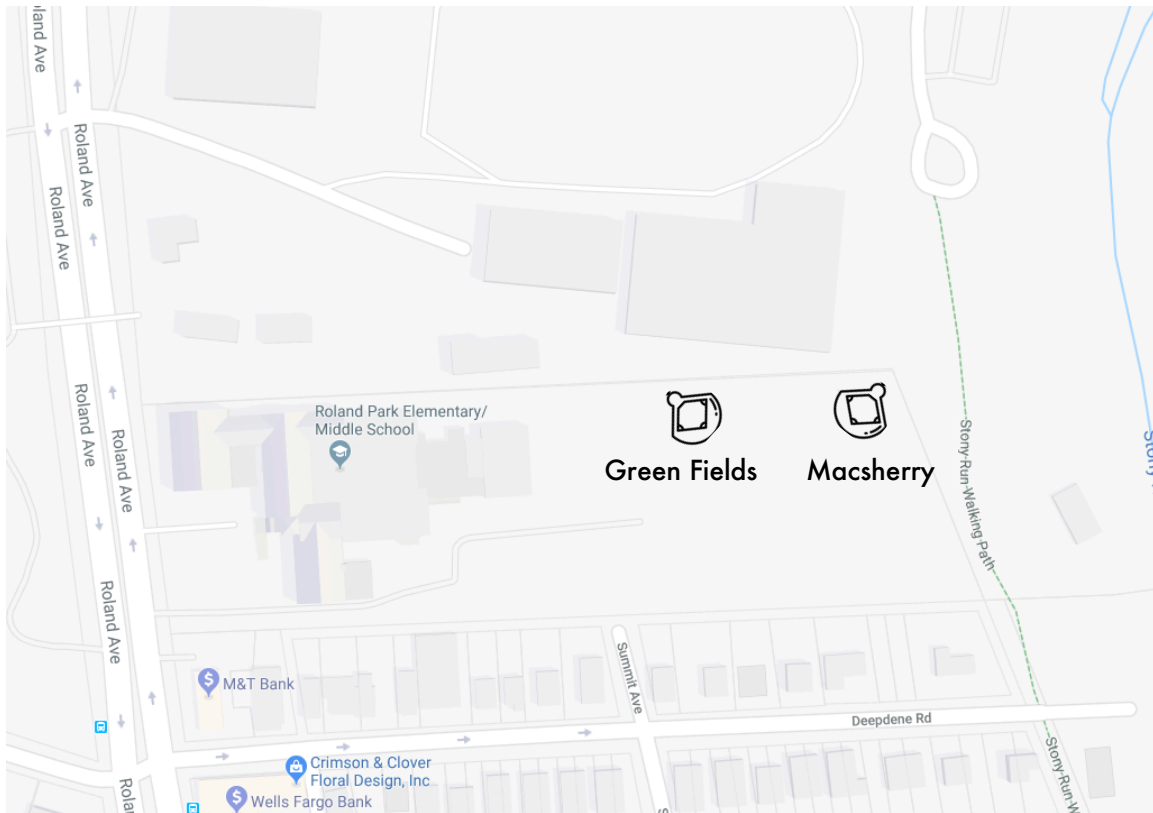 Roland Ave
Roland Ave
Roland Ave
Roland Ave
Roland Ave
Roland Ave
Roland Park Elementary/
Middle School
Green Fields
Macsherry
Stony Run Walking Path
Roland Ave
Summit Ave
M&T Bank
Deepdene Rd
Crimson & Clover
Floral Design, Inc
Wells Fargo Bank
Stony Run